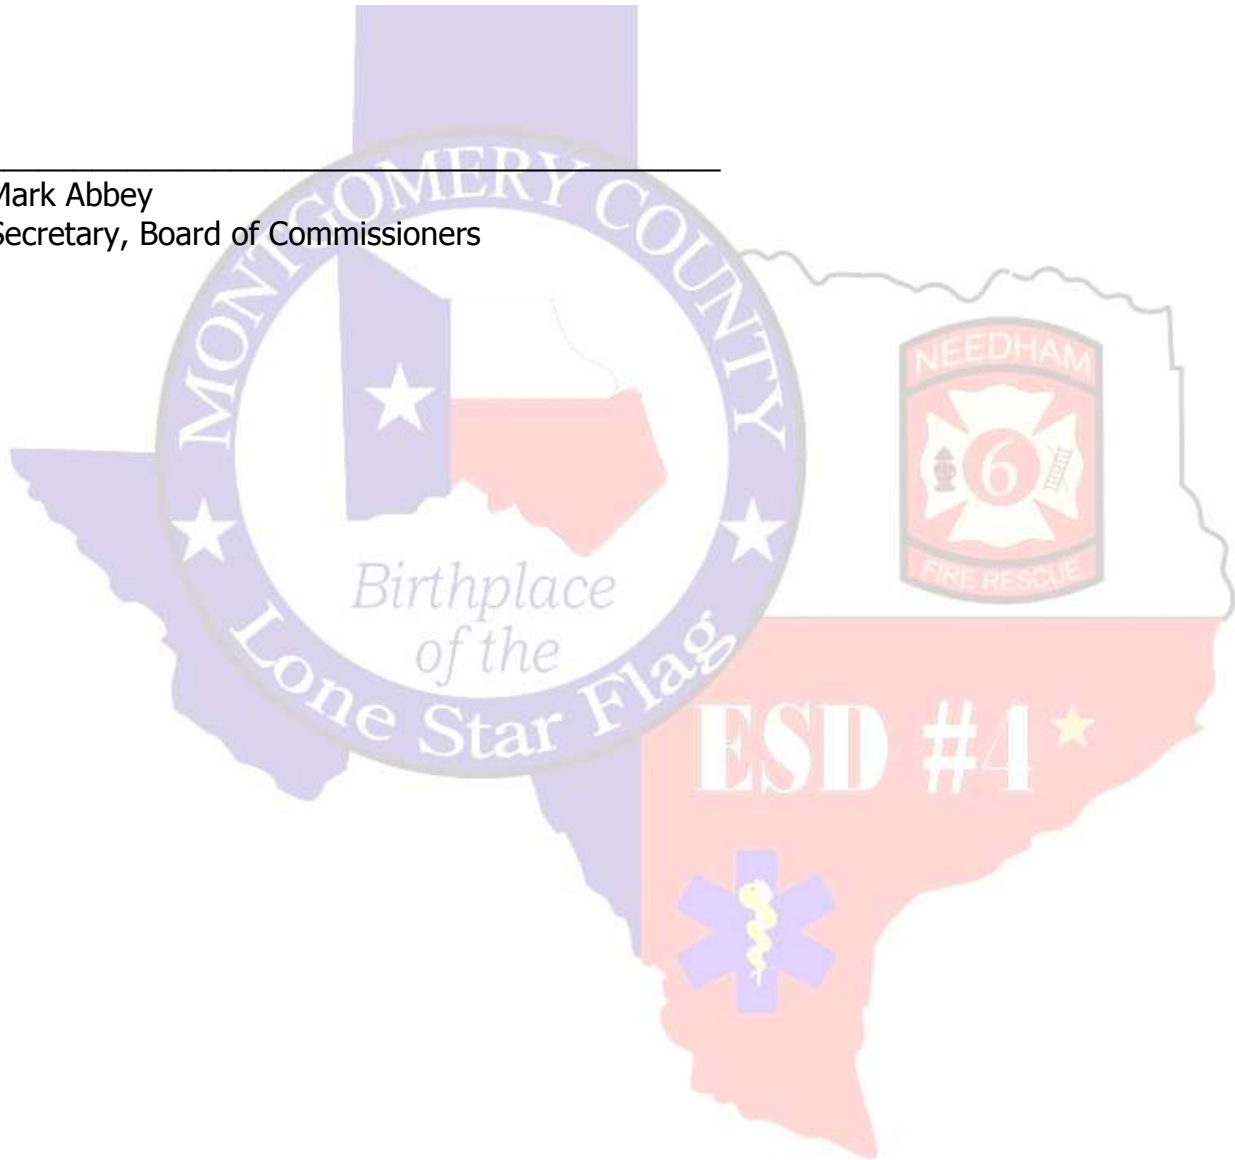 Mark Abbey
Secretary, Board of Commissioners
MONTGOMERY COUNTY
Birthplace
of the
Lone Star Flag
NEEDHAM
6
FIRE RESCUE
ESD #4